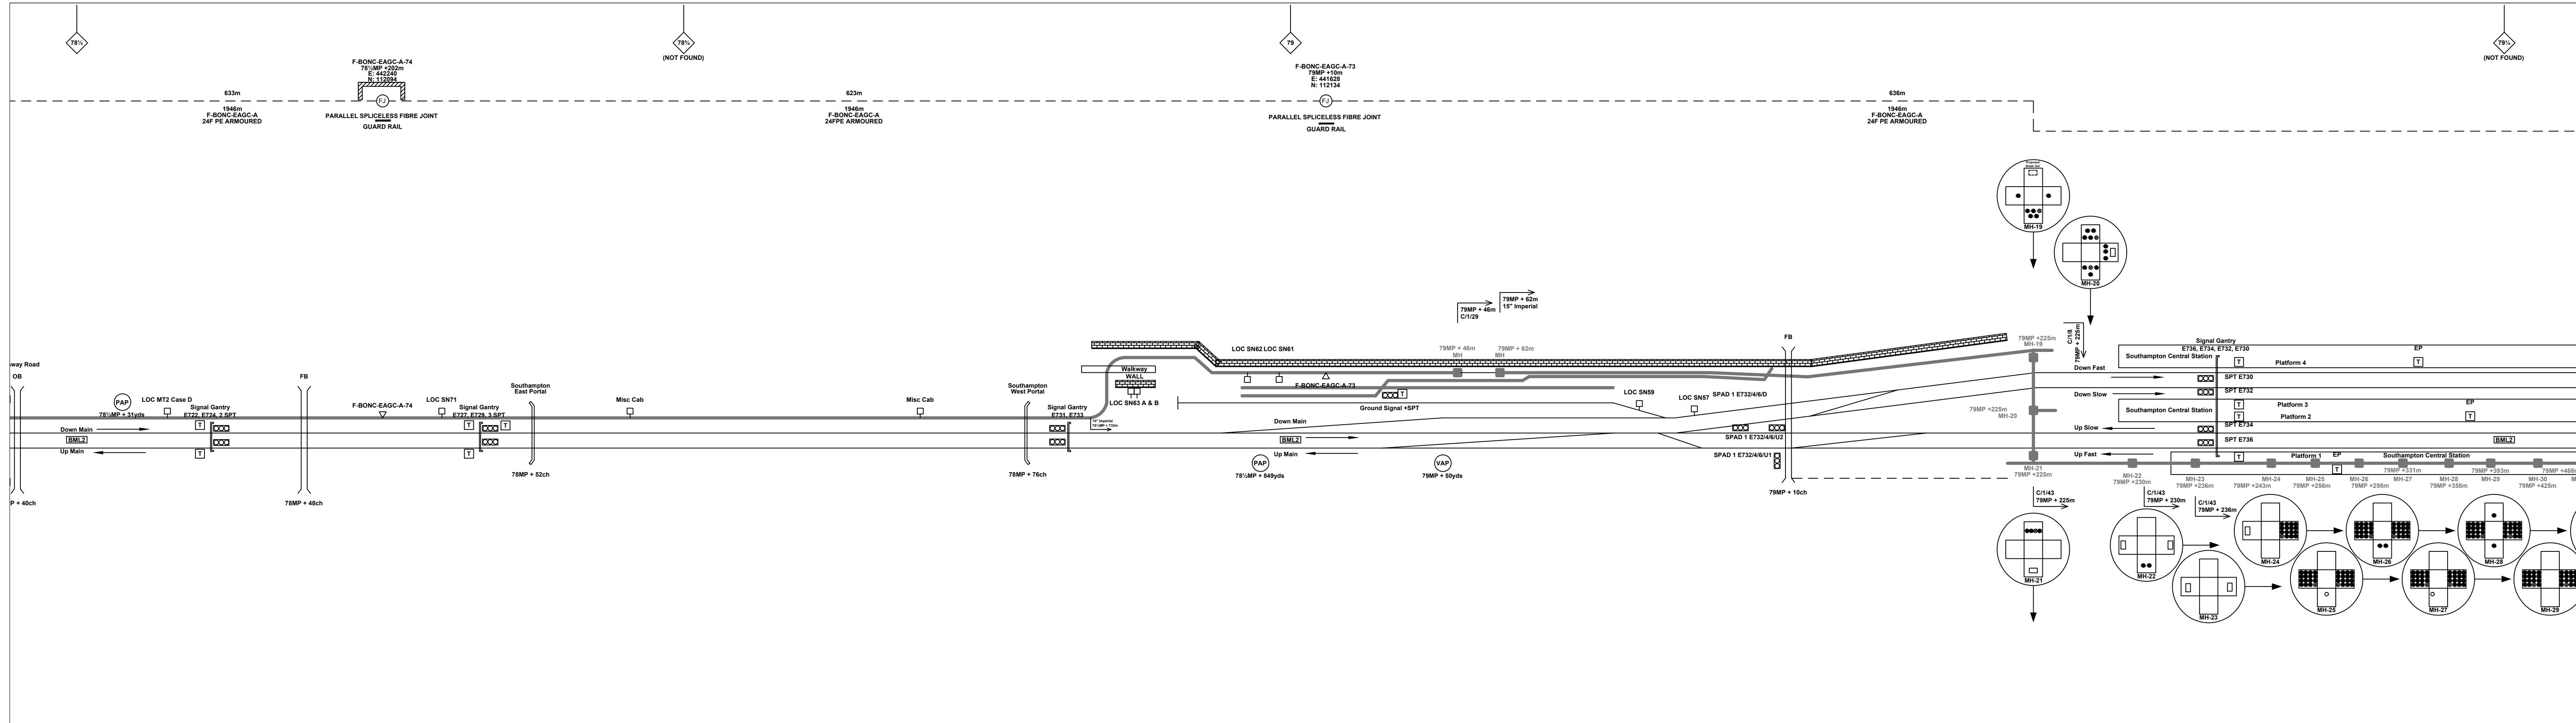 78½
78¾
(NOT FOUND)
79
79¼
(NOT FOUND)
F-BONC-EAGC-A-74
78½MP +202m
E: 442240
N: 112094
FJ
PARALLEL SPLICELESS FIBRE JOINT
GUARD RAIL
633m
1946m
F-BONC-EAGC-A
24F PE ARMOURED
623m
1946m
F-BONC-EAGC-A
24FPE ARMOURED
F-BONC-EAGC-A-73
79MP +10m
E: 441628
N: 112134
FJ
PARALLEL SPLICELESS FIBRE JOINT
GUARD RAIL
636m
1946m
F-BONC-EAGC-A
24F PE ARMOURED
MH-19
MH-20
79MP + 46m
C/1/29
79MP + 62m
15" Imperial
79MP + 46m
MH
79MP + 62m
MH
FB
79MP +225m
MH-19
C/1/8
79MP + 225m
way Road
OB
PAP
78½MP + 31yds
LOC MT2 Case D
Signal Gantry
E722, E724, 2 SPT
T
T
Down Main
BML2
Up Main
P + 40ch
FB
78MP + 48ch
F-BONC-EAGC-A-74
LOC SN71
Signal Gantry
E727, E729, 3 SPT
T
T
T
Southampton
East Portal
78MP + 52ch
Misc Cab
Misc Cab
Southampton
West Portal
78MP + 76ch
Signal Gantry
E731, E733
Walkway
WALL
LOC SN63 A & B
LOC SN62 LOC SN61
F-BONC-EAGC-A-73
T
Ground Signal +SPT
Down Main
BML2
Up Main
PAP
78½MP + 849yds
VAP
79MP + 50yds
LOC SN59
LOC SN57
SPAD 1 E732/4/6/D
SPAD 1 E732/4/6/U2
SPAD 1 E732/4/6/U1
79MP + 10ch
79MP +225m
MH-20
Down Fast
Down Slow
Up Slow
Up Fast
Signal Gantry
E736, E734, E732, E730
Southampton Central Station
T
Platform 4
EP
T
SPT E730
SPT E732
Southampton Central Station
T
Platform 3
T
Platform 2
EP
T
SPT E734
SPT E736
BML2
T
Platform 1
EP
T
Southampton Central Station
MH-21
79MP +225m
MH-22
79MP +230m
MH-23
79MP +236m
MH-24
79MP +243m
MH-25
79MP +256m
MH-26
79MP +298m
79MP +331m
MH-27
MH-28
79MP +358m
79MP +393m
MH-29
MH-30
79MP +425m
79MP +468m
C/1/43
79MP + 225m
C/1/43
79MP + 230m
C/1/43
79MP + 236m
MH-21
MH-22
MH-23
MH-24
MH-25
MH-26
MH-27
MH-28
MH-29